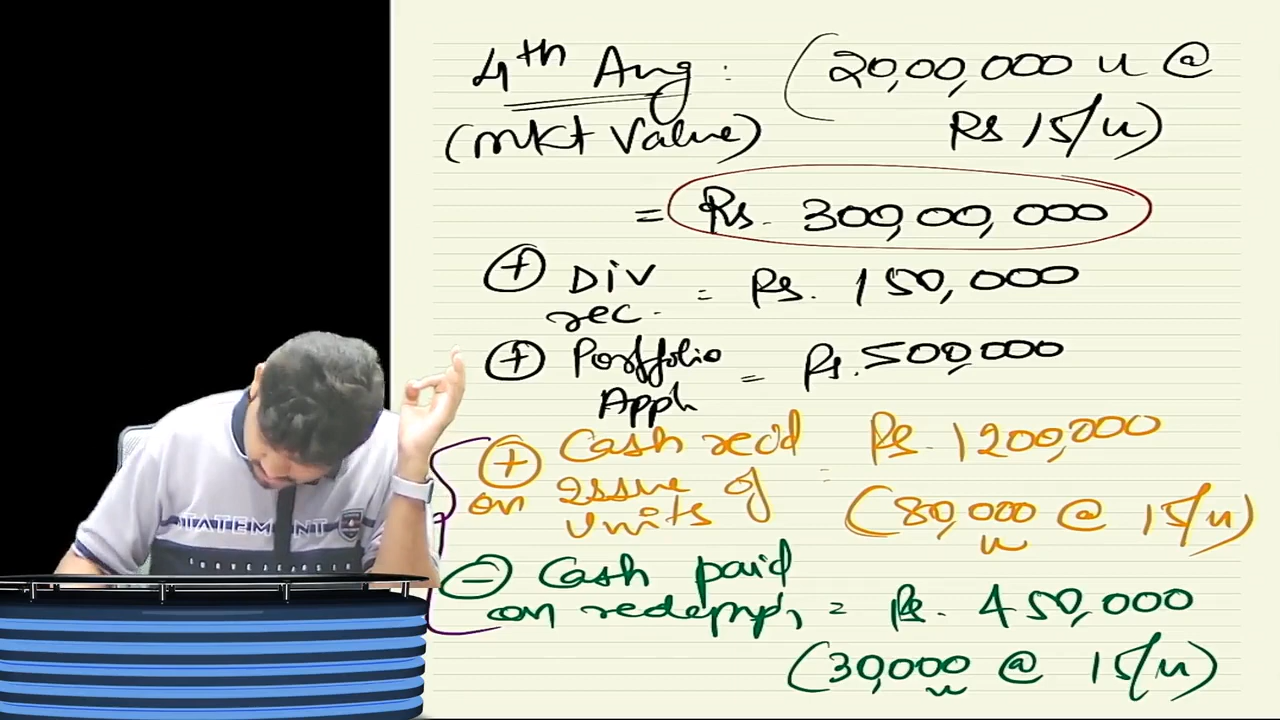 4th Aug : (20,00,000 u @
(mkt Value) Rs 15/u)
= Rs. 300,00,000
(+) Div rec. = Rs. 150,000
(+) Portfolio Appn = Rs. 500,000
(+) Cash rec'd Rs. 1200,000
on issue of units = (80,000 u @ 15/u)
(-) Cash paid
on redempn = Rs. 450,000
(30,000 u @ 15/u)
STATEMENT